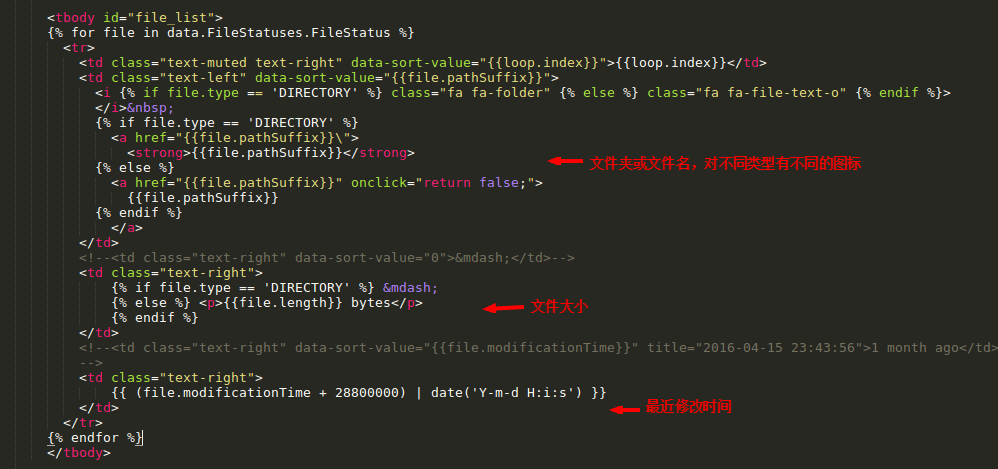 <tbody id="file_list">
{% for file in data.FileStatuses.FileStatus %}
<tr>
<td class="text-muted text-right" data-sort-value="{{loop.index}}">{{loop.index}}</td>
<td class="text-left" data-sort-value="{{file.pathSuffix}}">
<i {% if file.type == 'DIRECTORY' %} class="fa fa-folder" {% else %} class="fa fa-file-text-o" {% endif %}>
</i>&nbsp;
{% if file.type == 'DIRECTORY' %}
<a href="{{file.pathSuffix}}\">
<strong>{{file.pathSuffix}}</strong>
文件夹或文件名，对不同类型有不同的图标
{% else %}
<a href="{{file.pathSuffix}}" onclick="return false;">
{{file.pathSuffix}}
{% endif %}
</a>
</td>
<!--<td class="text-right" data-sort-value="0">&mdash;</td>-->
<td class="text-right">
{% if file.type == 'DIRECTORY' %} &mdash;
{% else %} <p>{{file.length}} bytes</p>
文件大小
{% endif %}
</td>
<!--<td class="text-right" data-sort-value="{{file.modificationTime}}" title="2016-04-15 23:43:56">1 month ago</td>
-->
<td class="text-right">
{{ (file.modificationTime + 28800000) | date('Y-m-d H:i:s') }}
</td>
最近修改时间
</tr>
{% endfor %}
</tbody>